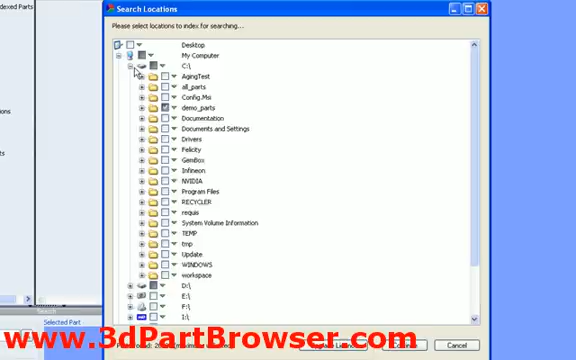 Search Locations
dexed Parts
Please select locations to index for searching...
Desktop
My Computer
C:\
AgingTest
all_parts
Config.Msi
demo_parts
Documentation
Documents and Settings
Drivers
Felicity
GemBox
Infineon
NVIDIA
Program Files
RECYCLER
requis
System Volume Information
TEMP
tmp
Update
WINDOWS
workspace
D:\
E:\
F:\
I:\
Search
Selected Part
www.3dPartBrowser.com
Cancel